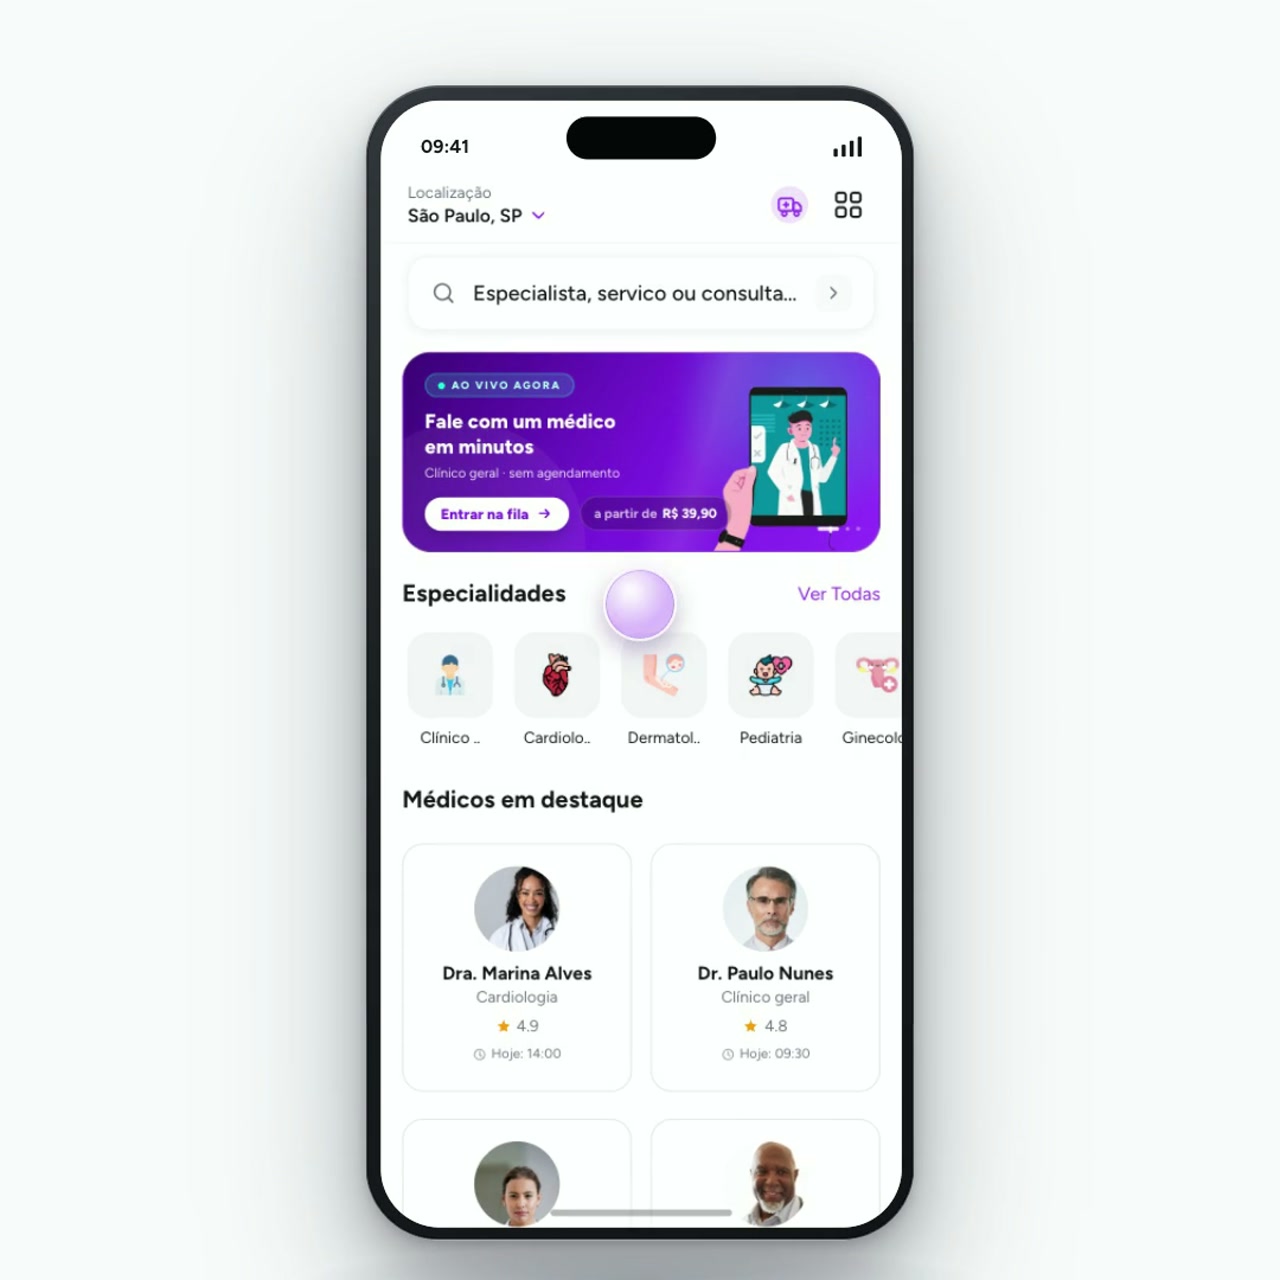 09:41
Localização
São Paulo, SP
Especialista, servico ou consulta...
AO VIVO AGORA
Fale com um médico
em minutos
Clínico geral · sem agendamento
Entrar na fila
a partir de R$ 39,90
Especialidades
Ver Todas
Clínico ..
Cardiolo..
Dermatol..
Pediatria
Ginecolo
Médicos em destaque
Dra. Marina Alves
Cardiologia
4.9
Hoje: 14:00
Dr. Paulo Nunes
Clínico geral
4.8
Hoje: 09:30